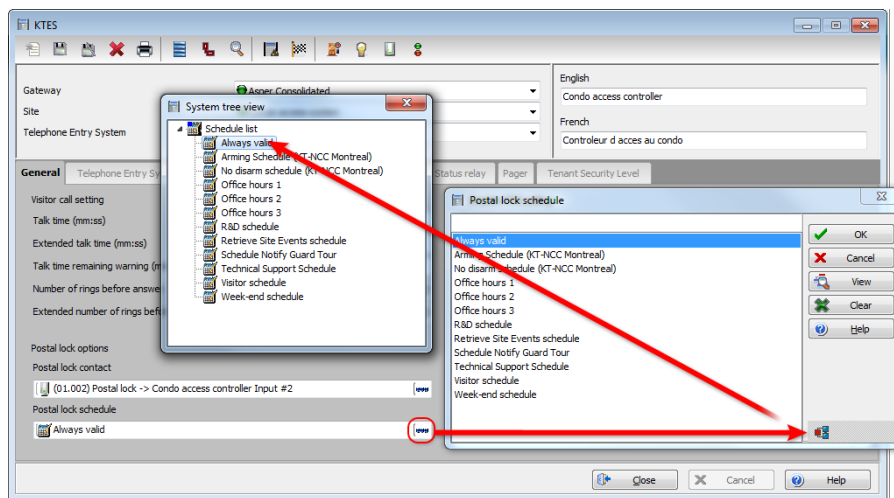 KTES
English
Gateway
Asper Consolidated
Condo access controller
Site
French
Telephone Entry System
Controleur d acces au condo
System tree view
Schedule list
Always valid
Arming Schedule (KT-NCC Montreal)
No disarm schedule (KT-NCC Montreal)
Office hours 1
Office hours 2
Office hours 3
R&D schedule
Retrieve Site Events schedule
Schedule Notify Guard Tour
Technical Support Schedule
Visitor schedule
Week-end schedule
General
Telephone Entry Sy
Status relay
Pager
Tenant Security Level
Visitor call setting
Talk time (mm:ss)
Extended talk time (mm:ss)
Talk time remaining warning (m
Number of rings before answe
Extended number of rings bef
Postal lock options
Postal lock contact
(01.002) Postal lock -> Condo access controller Input #2
Postal lock schedule
Always valid
Postal lock schedule
Always valid
Arming Schedule (KT-NCC Montreal)
No disarm schedule (KT-NCC Montreal)
Office hours 1
Office hours 2
Office hours 3
R&D schedule
Retrieve Site Events schedule
Schedule Notify Guard Tour
Technical Support Schedule
Visitor schedule
Week-end schedule
OK
Cancel
View
Clear
Help
Close
Cancel
Help